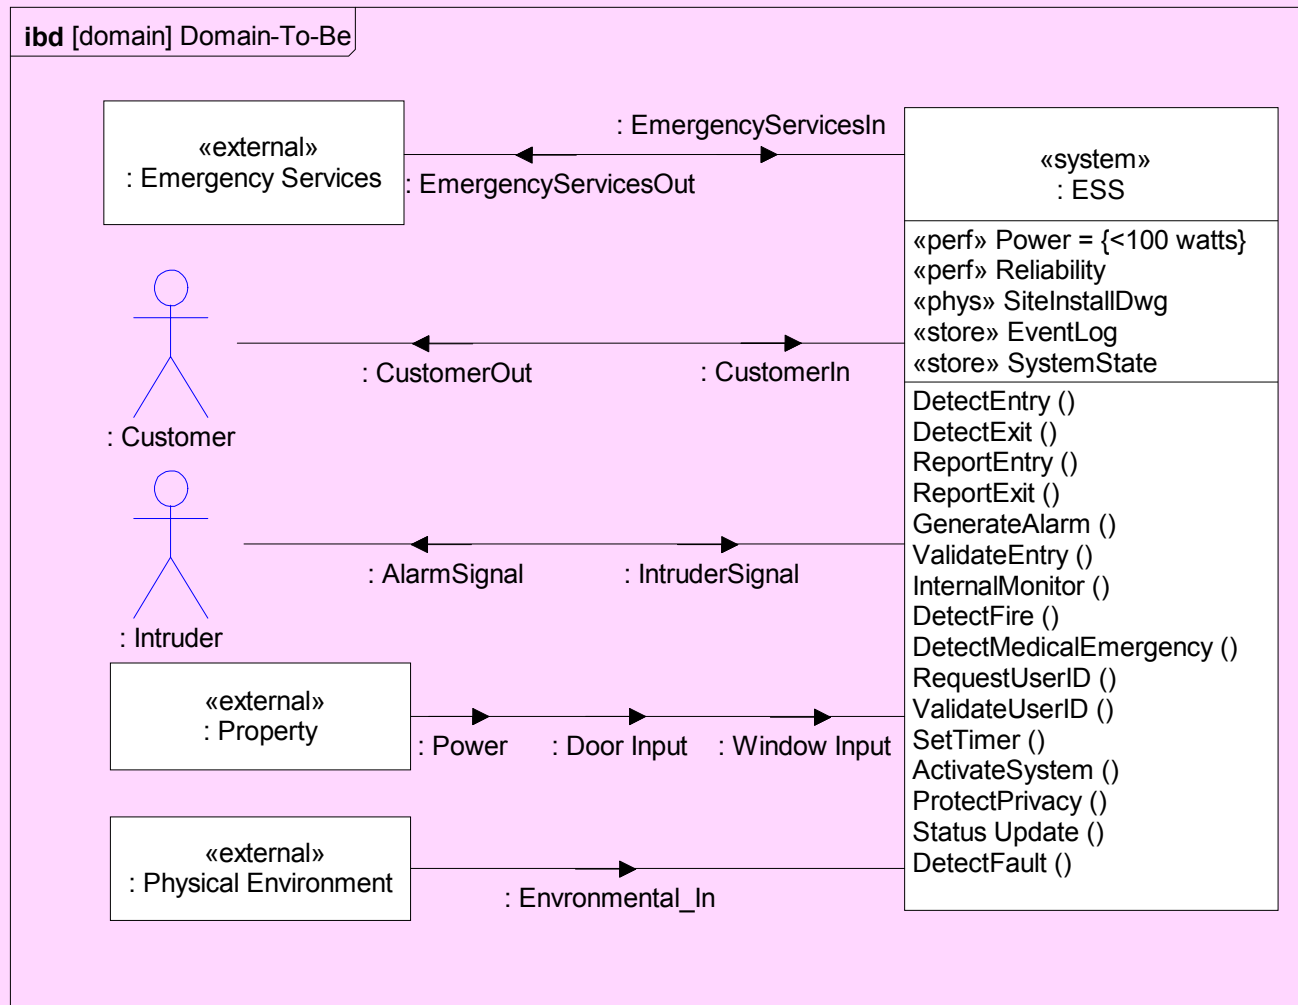 ibd [domain] Domain-To-Be
«external»
: Emergency Services
: EmergencyServicesIn
: EmergencyServicesOut
: Customer
: CustomerOut
: CustomerIn
: Intruder
: AlarmSignal
: IntruderSignal
«external»
: Property
: Power
: Door Input
: Window Input
«external»
: Physical Environment
: Envronmental_In
«system»
: ESS
«perf» Power = {<100 watts}
«perf» Reliability
«phys» SiteInstallDwg
«store» EventLog
«store» SystemState
DetectEntry ()
DetectExit ()
ReportEntry ()
ReportExit ()
GenerateAlarm ()
ValidateEntry ()
InternalMonitor ()
DetectFire ()
DetectMedicalEmergency ()
RequestUserID ()
ValidateUserID ()
SetTimer ()
ActivateSystem ()
ProtectPrivacy ()
Status Update ()
DetectFault ()